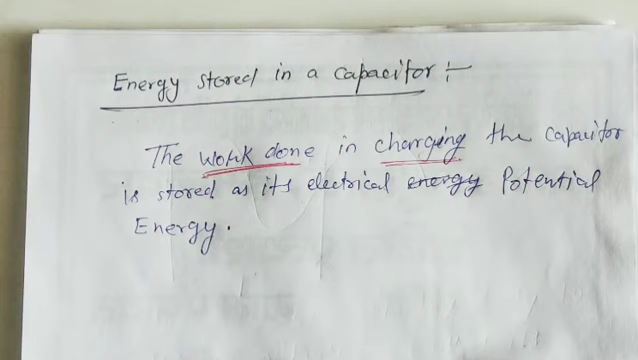 Energy stored in a capacitor :-
The work done in charging the capacitor
is stored as its electrical energy Potential
Energy.